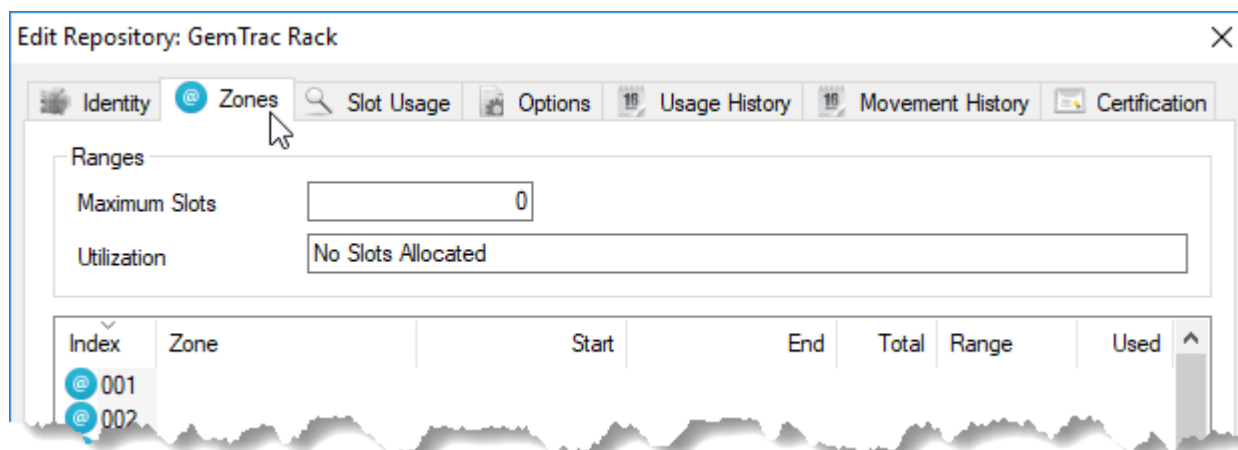 Edit Repository: GemTrac Rack
Identity Zones Slot Usage Options Usage History Movement History Certification
Ranges
Maximum Slots 0
Utilization No Slots Allocated
Index Zone Start End Total Range Used
001
002